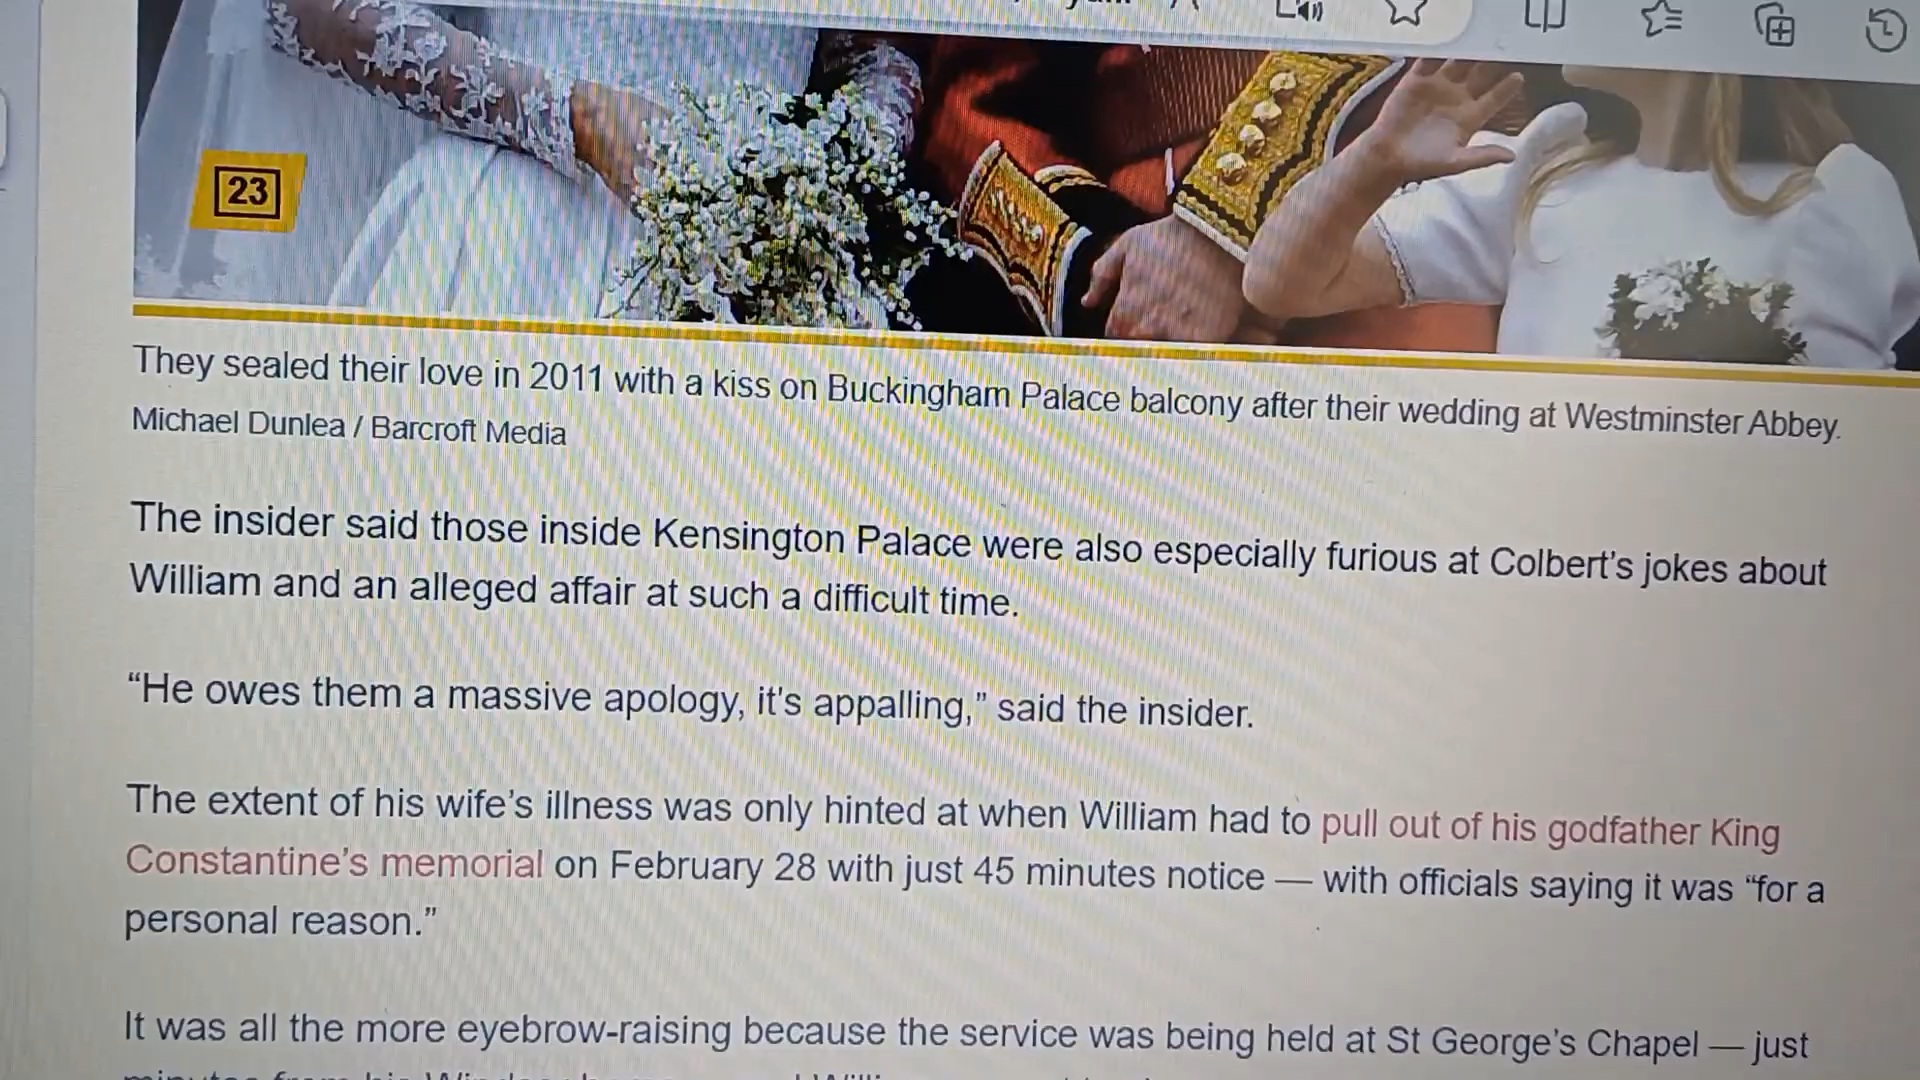 23
They sealed their love in 2011 with a kiss on Buckingham Palace balcony after their wedding at Westminster Abbey.
Michael Dunlea / Barcroft Media
The insider said those inside Kensington Palace were also especially furious at Colbert’s jokes about
William and an alleged affair at such a difficult time.
“He owes them a massive apology, it's appalling,” said the insider.
The extent of his wife’s illness was only hinted at when William had to pull out of his godfather King
Constantine’s memorial on February 28 with just 45 minutes notice — with officials saying it was “for a
personal reason.”
It was all the more eyebrow-raising because the service was being held at St George’s Chapel — just